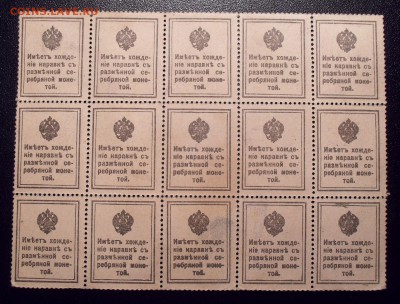 COINS.LAVE.RU
Имѣетъ хожде-
ніе наравнѣ съ
размѣнной се-
ребряной моне-
той.
Имѣетъ хожде-
ніе наравнѣ съ
размѣнной се-
ребряной моне-
той.
Имѣетъ хожде-
ніе наравнѣ съ
размѣнной се-
ребряной моне-
той.
Имѣетъ хожде-
ніе наравнѣ съ
размѣнной се-
ребряной моне-
той.
Имѣетъ хожде-
ніе наравнѣ съ
размѣнной се-
ребряной моне-
той.
Имѣетъ хожде-
ніе наравнѣ съ
размѣнной се-
ребряной моне-
той.
Имѣетъ хожде-
ніе наравнѣ съ
размѣнной се-
ребряной моне-
той.
Имѣетъ хожде-
ніе наравнѣ съ
размѣнной се-
ребряной моне-
той.
Имѣетъ хожде-
ніе наравнѣ съ
размѣнной се-
ребряной моне-
той.
Имѣетъ хожде-
ніе наравнѣ съ
размѣнной се-
ребряной моне-
той.
Имѣетъ хожде-
ніе наравнѣ съ
размѣнной се-
ребряной моне-
той.
Имѣетъ хожде-
ніе наравнѣ съ
размѣнной се-
ребряной моне-
той.
Имѣетъ хожде-
ніе наравнѣ съ
размѣнной се-
ребряной моне-
той.
Имѣетъ хожде-
ніе наравнѣ съ
размѣнной се-
ребряной моне-
той.
Имѣетъ хожде-
ніе наравнѣ съ
размѣнной се-
ребряной моне-
той.